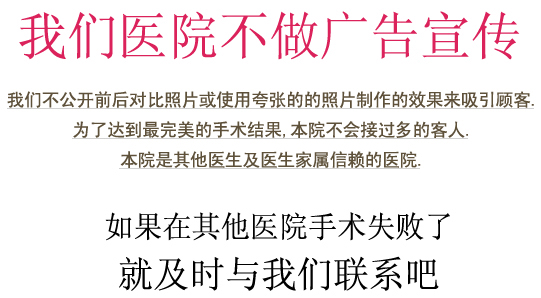 我们医院不做广告宣传
我们不公开前后对比照片或使用夸张的的照片制作的效果来吸引顾客.
为了达到最完美的手术结果, 本院不会接过多的客人.
本院是其他医生及医生家属信赖的医院.
如果在其他医院手术失败了
就及时与我们联系吧